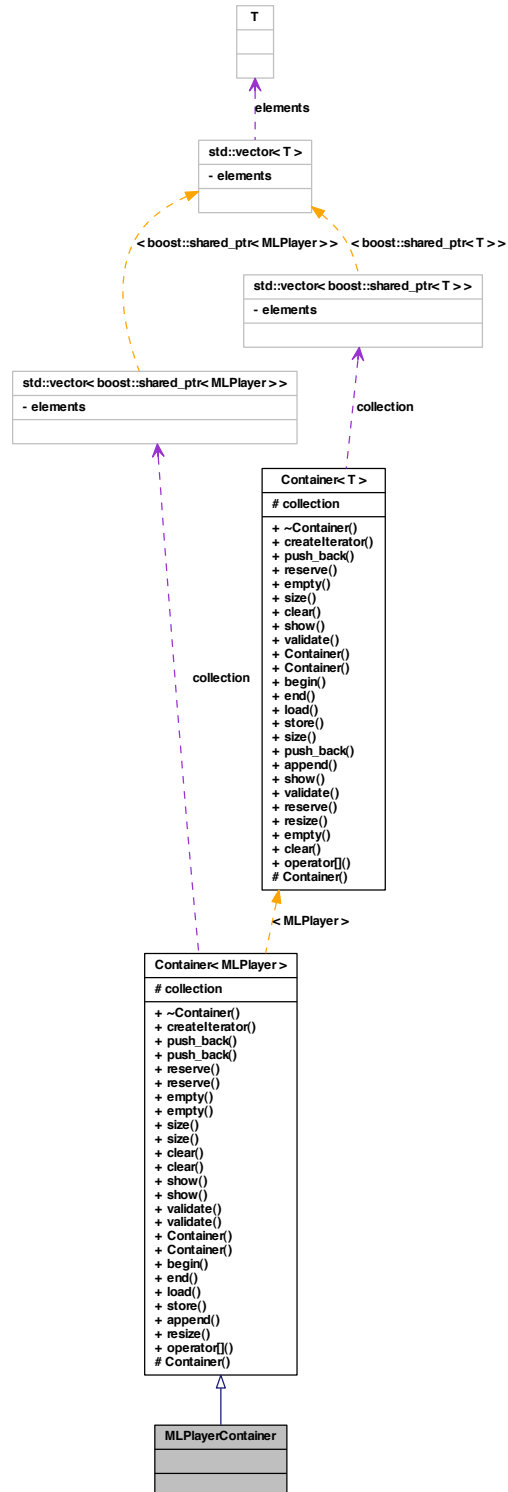 T
elements
std::vector< T >
- elements
< boost::shared_ptr< MLPlayer > >
< boost::shared_ptr< T > >
std::vector< boost::shared_ptr< T > >
- elements
std::vector< boost::shared_ptr< MLPlayer > >
- elements
collection
Container< T >
# collection
+ ~Container()
+ createIterator()
+ push_back()
+ reserve()
+ empty()
+ size()
+ clear()
+ show()
+ validate()
+ Container()
+ Container()
+ begin()
+ end()
+ load()
+ store()
+ size()
+ push_back()
+ append()
+ show()
+ validate()
+ reserve()
+ resize()
+ empty()
+ clear()
+ operator[]()
# Container()
collection
< MLPlayer >
Container< MLPlayer >
# collection
+ ~Container()
+ createIterator()
+ push_back()
+ push_back()
+ reserve()
+ reserve()
+ empty()
+ empty()
+ size()
+ size()
+ clear()
+ clear()
+ show()
+ show()
+ validate()
+ validate()
+ Container()
+ Container()
+ begin()
+ end()
+ load()
+ store()
+ append()
+ resize()
+ operator[]()
# Container()
MLPlayerContainer